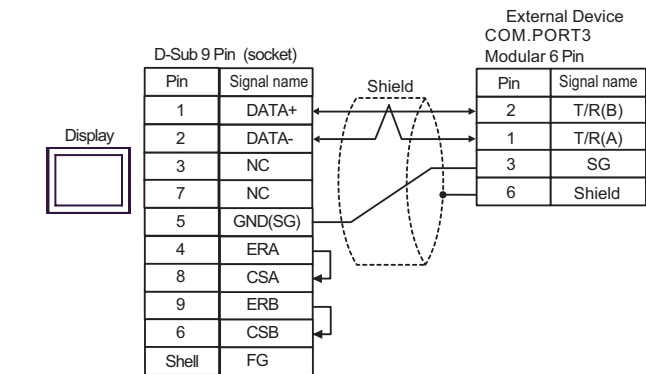 External Device
COM.PORT3
D-Sub 9 Pin (socket)
Modular 6 Pin
Pin Signal name
Shield
Pin Signal name
1 DATA+
2 T/R(B)
Display
2 DATA-
1 T/R(A)
3 NC
3 SG
7 NC
6 Shield
5 GND(SG)
4 ERA
8 CSA
9 ERB
6 CSB
Shell FG